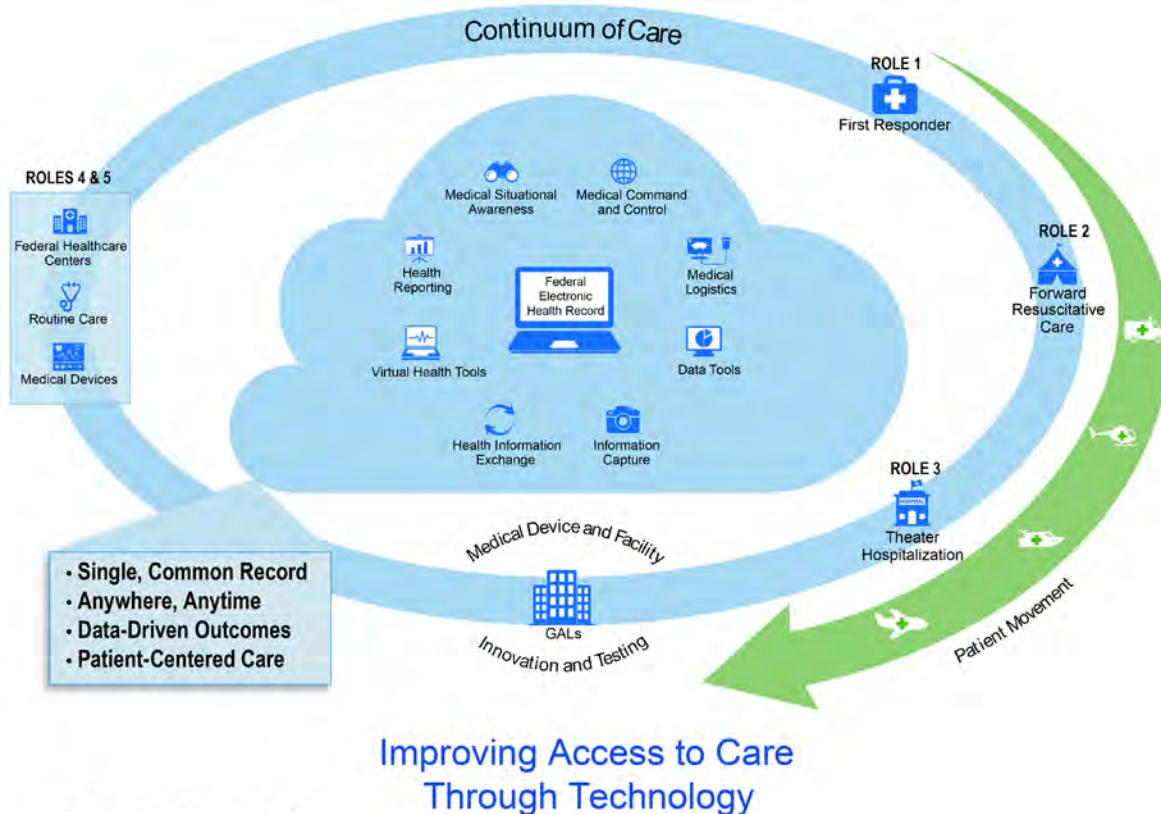 Continuum of Care
ROLE 1
First Responder
ROLES 4 & 5
Federal Healthcare
Centers
Routine Care
Medical Devices
Medical Situational
Awareness
Medical Command
and Control
Health
Reporting
Federal
Electronic
Health Record
Medical
Logistics
Virtual Health Tools
Data Tools
Health Information
Exchange
Information
Capture
ROLE 2
Forward
Resuscitative
Care
ROLE 3
HOSPITAL
Theater
Hospitalization
Patient Movement
Medical Device and Facility
GALs
Innovation and Testing
• Single, Common Record
• Anywhere, Anytime
• Data-Driven Outcomes
• Patient-Centered Care
Improving Access to Care
Through Technology